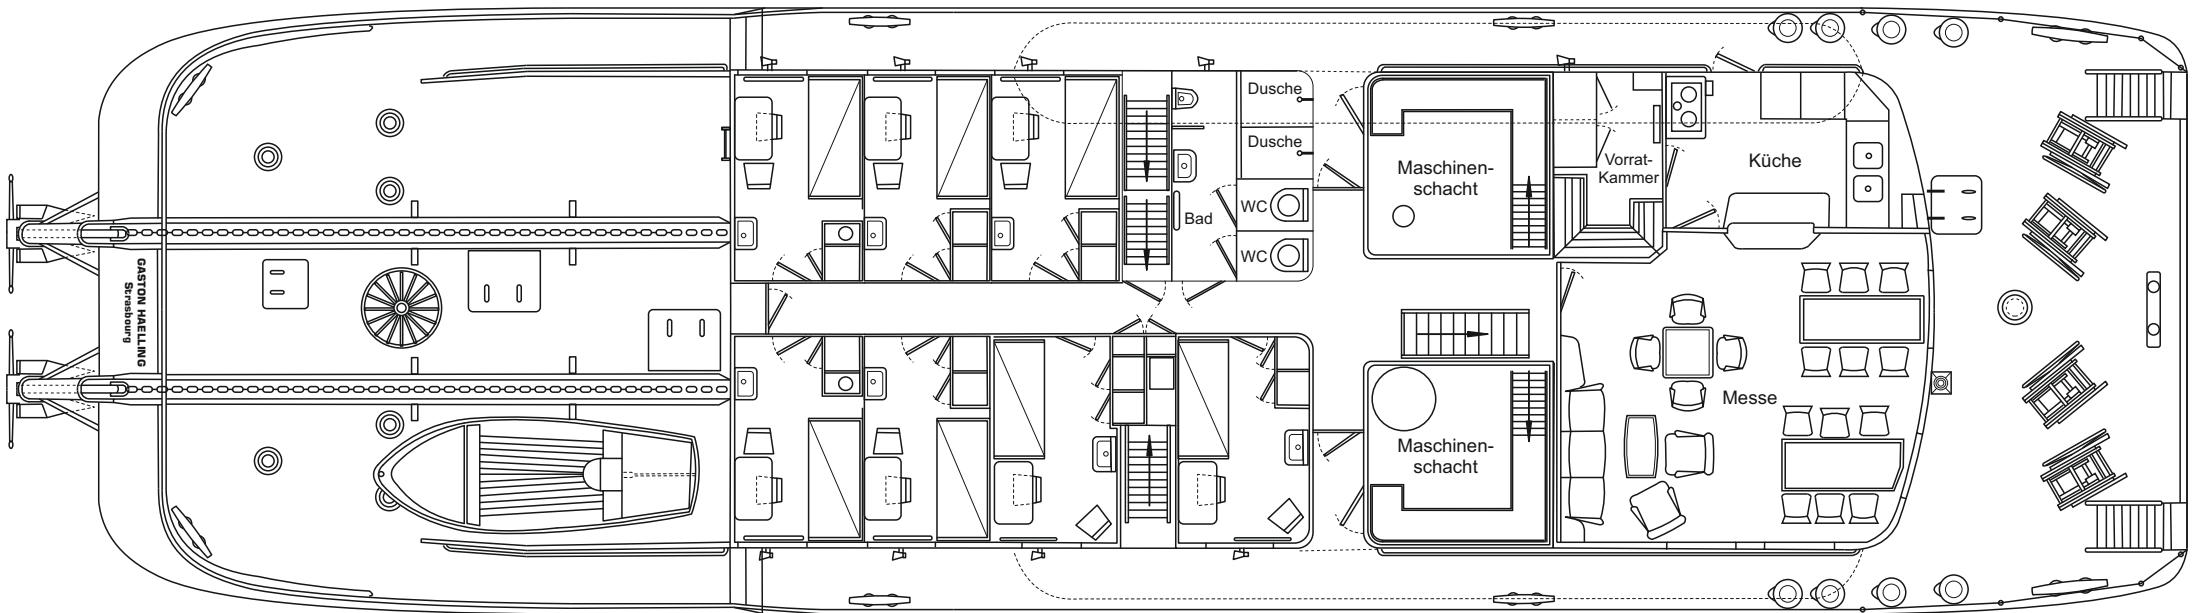 Dusche
Dusche
WC
Bad
WC
Maschinen-
schacht
Vorrat-
Kammer
Küche
GASTON HAELLING
Strasbourg
Messe
Maschinen-
schacht